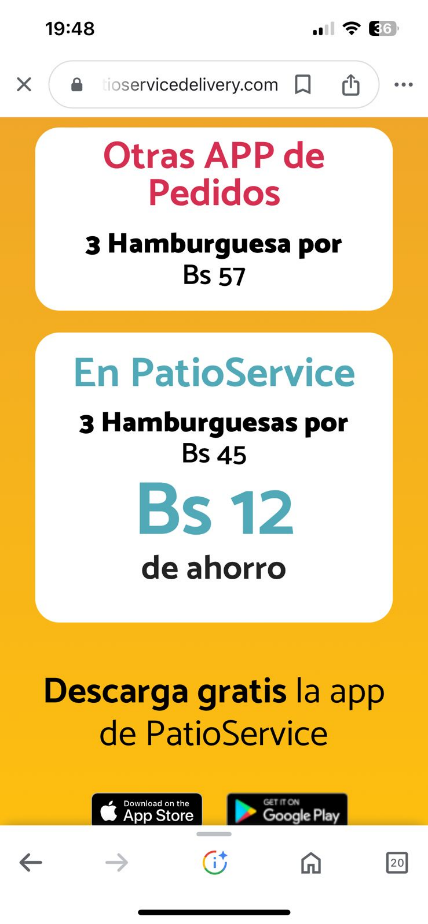 19:48
36
tioservicedelivery.com
Otras APP de
Pedidos
3 Hamburguesa por
Bs 57
En PatioService
3 Hamburguesas por
Bs 45
Bs 12
de ahorro
Descarga gratis la app
de PatioService
Download on the
App Store
GET IT ON
Google Play
20